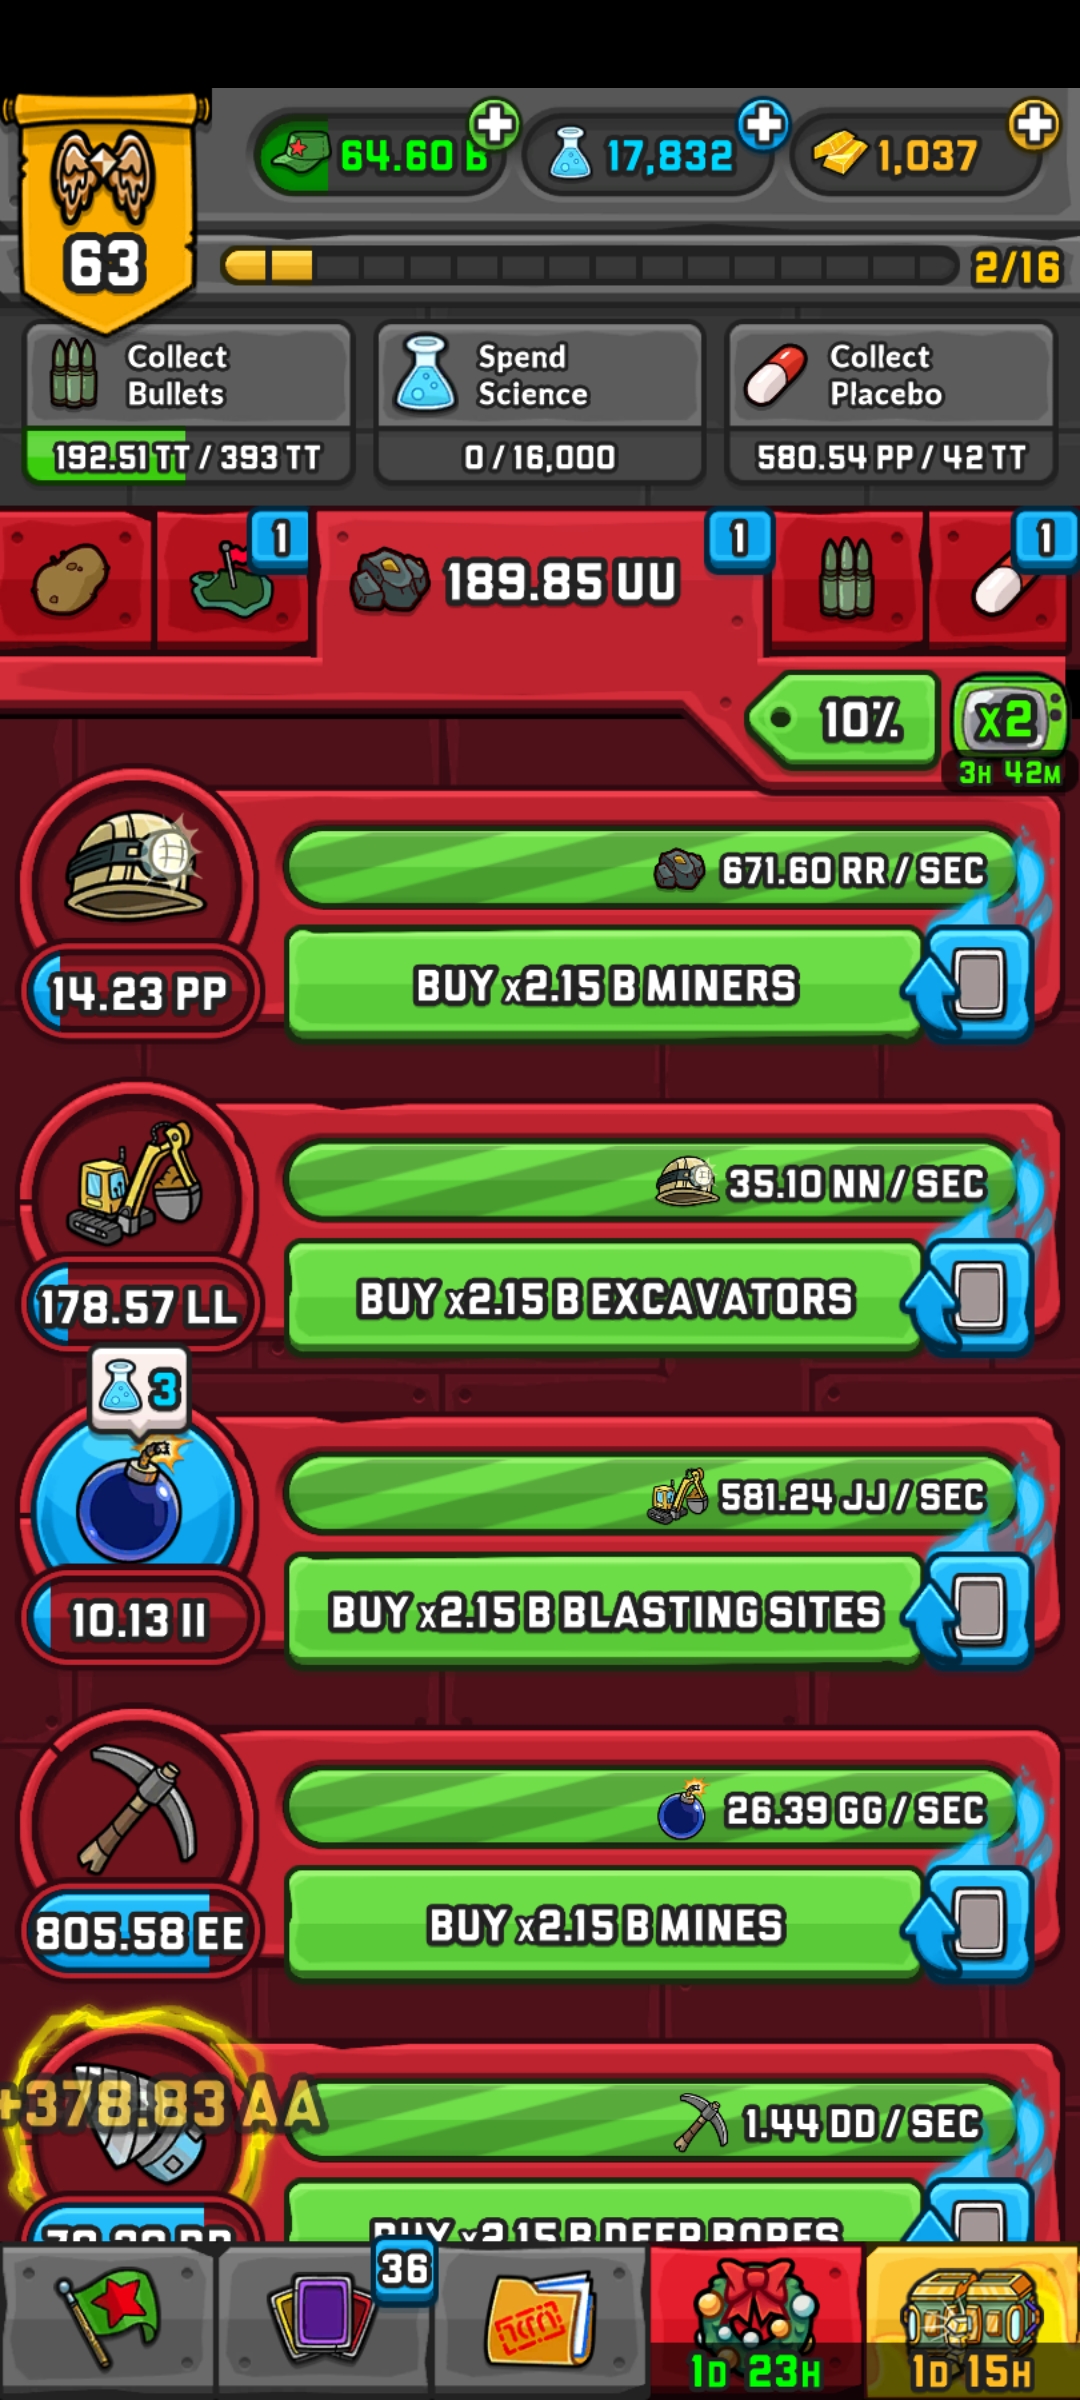 64.60 B
17,832
1,037
63
2/16
Collect
Bullets
192.51 TT / 393 TT
Spend
Science
0 / 16,000
Collect
Placebo
580.54 PP / 42 TT
1
189.85 UU
1
1
10%
x2
3H 42M
671.60 RR / SEC
14.23 PP
BUY x2.15 B MINERS
35.10 NN / SEC
178.57 LL
BUY x2.15 B EXCAVATORS
3
581.24 JJ / SEC
10.13 II
BUY x2.15 B BLASTING SITES
26.39 GG / SEC
805.58 EE
BUY x2.15 B MINES
+378.83 AA
1.44 DD / SEC
BUY x2.15 B DEEP BORES
36
1D 23H
1D 15H